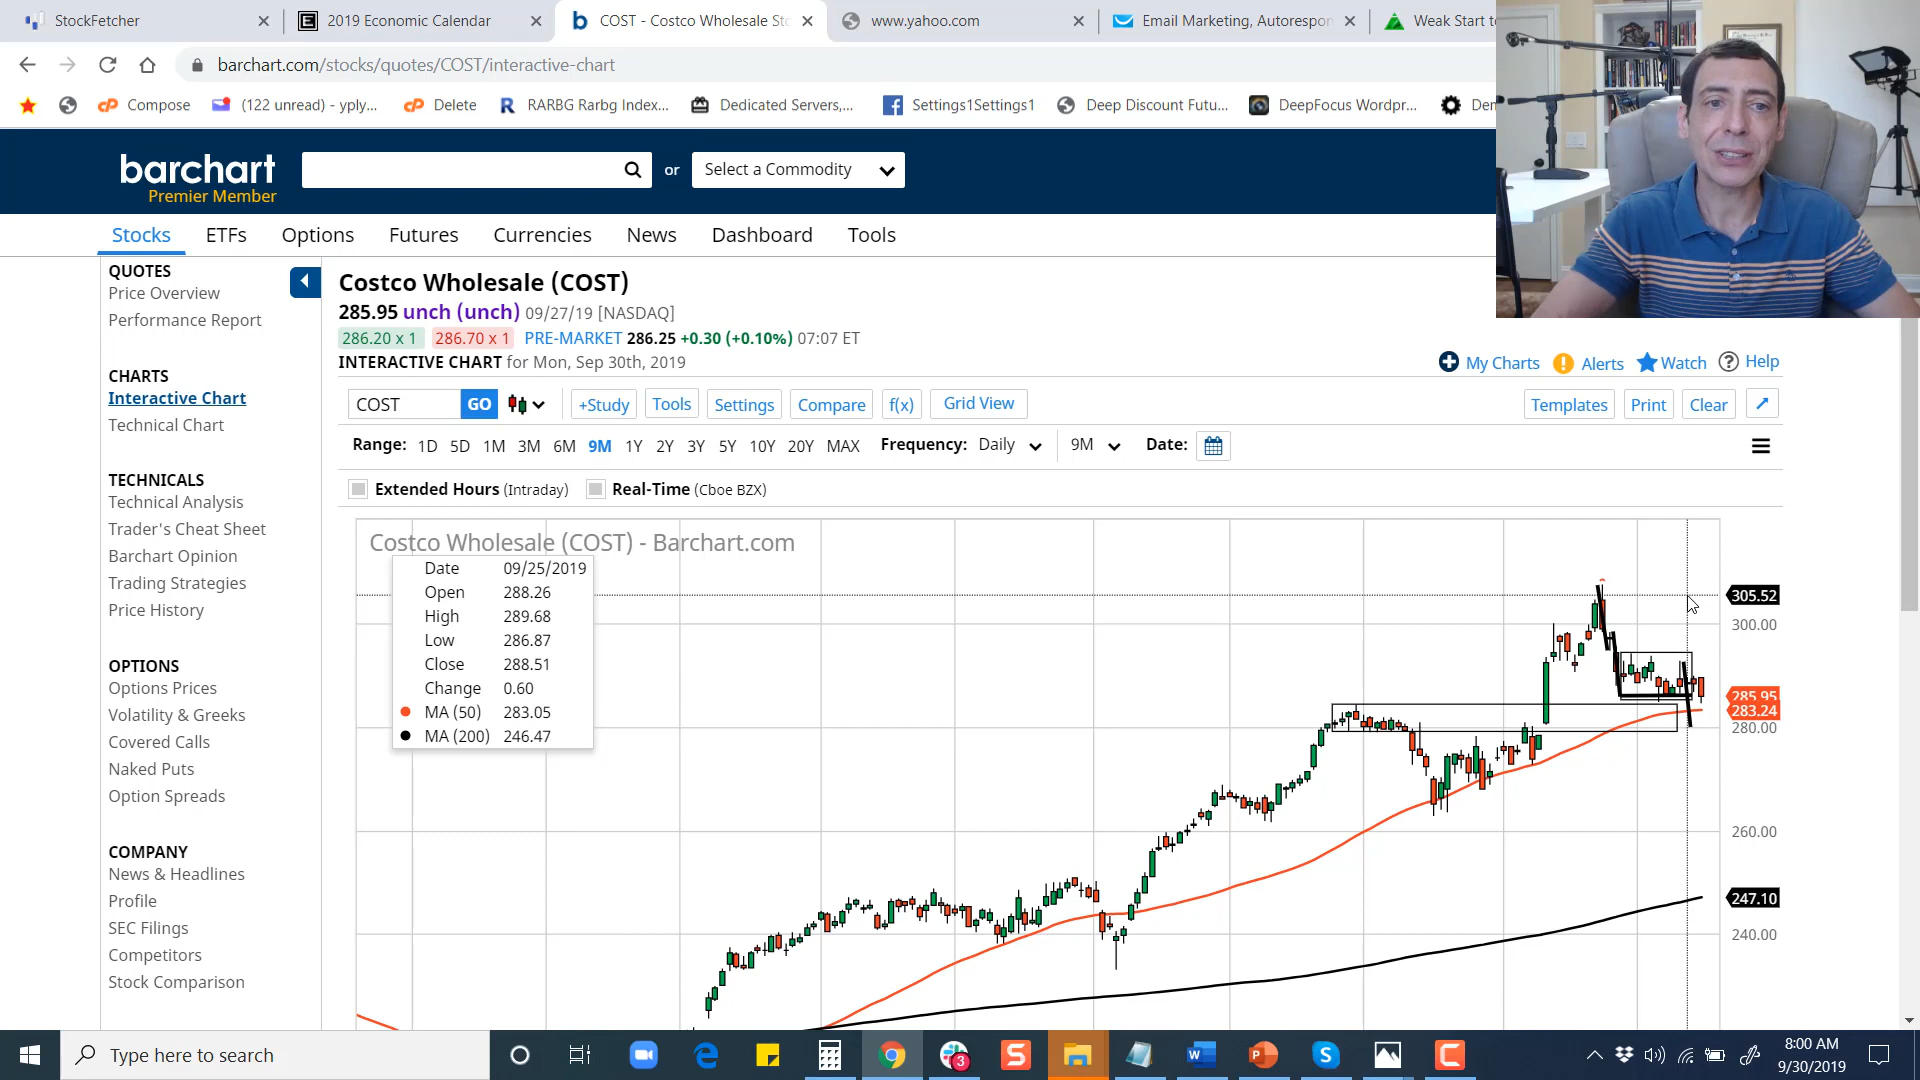 StockFetcher
2019 Economic Calendar
COST - Costco Wholesale Sto
www.yahoo.com
Email Marketing, Autorespon
Weak Start to
barchart.com/stocks/quotes/COST/interactive-chart
Compose
(122 unread) - yply...
Delete
RARBG Rarbg Index...
Dedicated Servers,...
Settings1Settings1
Deep Discount Futu...
DeepFocus Wordpr...
barchart
Premier Member
or
Select a Commodity
Stocks
ETFs
Options
Futures
Currencies
News
Dashboard
Tools
QUOTES
Price Overview
Performance Report
CHARTS
Interactive Chart
Technical Chart
TECHNICALS
Technical Analysis
Trader's Cheat Sheet
Barchart Opinion
Trading Strategies
Price History
OPTIONS
Options Prices
Volatility & Greeks
Covered Calls
Naked Puts
Option Spreads
COMPANY
News & Headlines
Profile
SEC Filings
Competitors
Stock Comparison
Costco Wholesale (COST)
285.95 unch (unch) 09/27/19 [NASDAQ]
286.20 x 1 286.70 x 1 PRE-MARKET 286.25 +0.30 (+0.10%) 07:07 ET
INTERACTIVE CHART for Mon, Sep 30th, 2019
My Charts
Alerts
Watch
Help
COST GO +Study Tools Settings Compare f(x) Grid View
Templates Print Clear
Range: 1D 5D 1M 3M 6M 9M 1Y 2Y 3Y 5Y 10Y 20Y MAX Frequency: Daily 9M Date:
Extended Hours (Intraday) Real-Time (Cboe BZX)
Costco Wholesale (COST) - Barchart.com
Date 09/25/2019
Open 288.26
High 289.68
Low 286.87
Close 288.51
Change 0.60
MA (50) 283.05
MA (200) 246.47
305.52
300.00
285.95
283.24
280.00
260.00
247.10
240.00
Type here to search
3
8:00 AM
9/30/2019